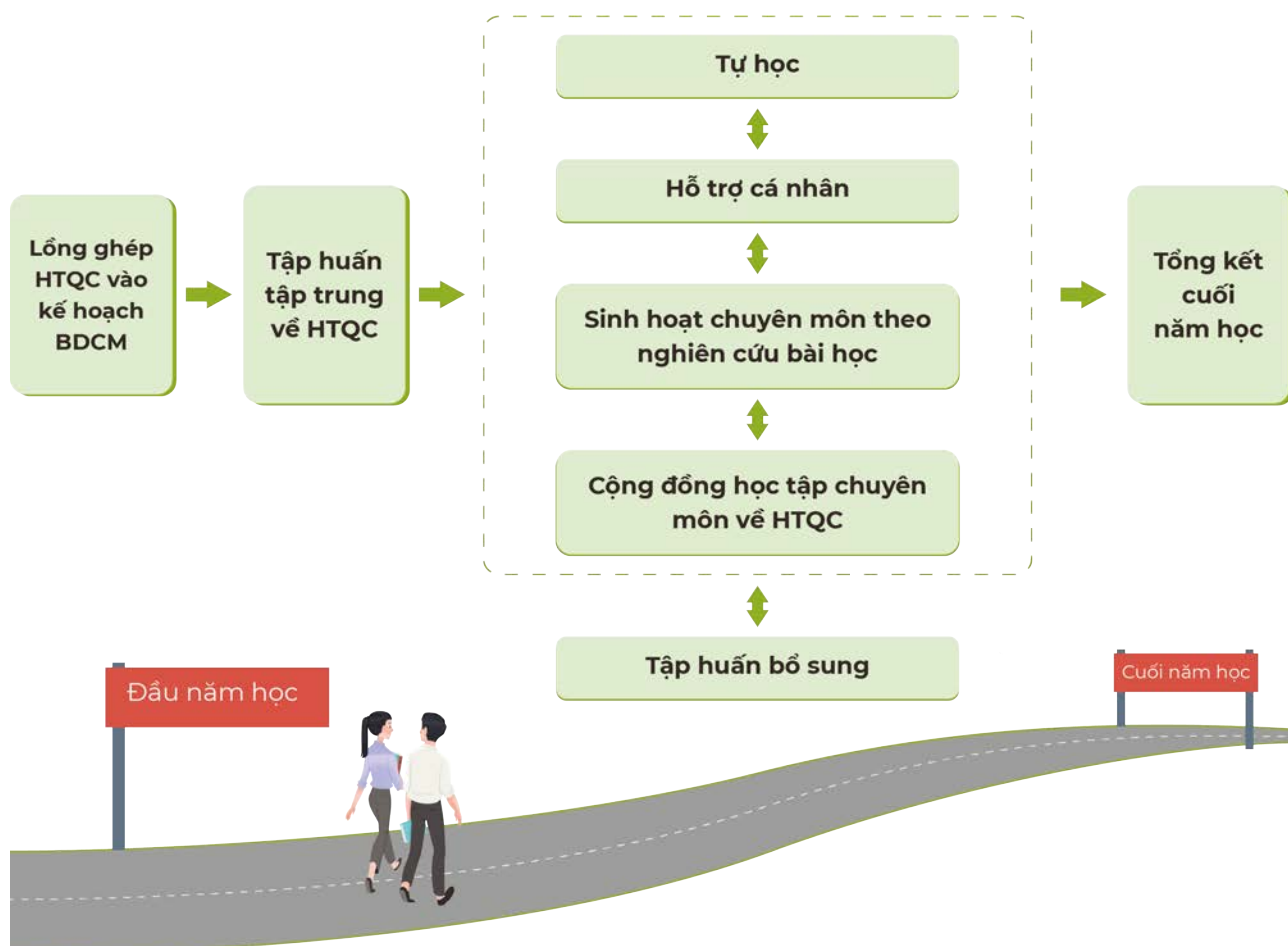 Lồng ghép
HTQC vào
kế hoạch
BDCM
Tập huấn
tập trung
về HTQC
Tự học
Hỗ trợ cá nhân
Sinh hoạt chuyên môn theo
nghiên cứu bài học
Cộng đồng học tập chuyên
môn về HTQC
Tập huấn bổ sung
Tổng kết
cuối
năm học
Đầu năm học
Cuối năm học